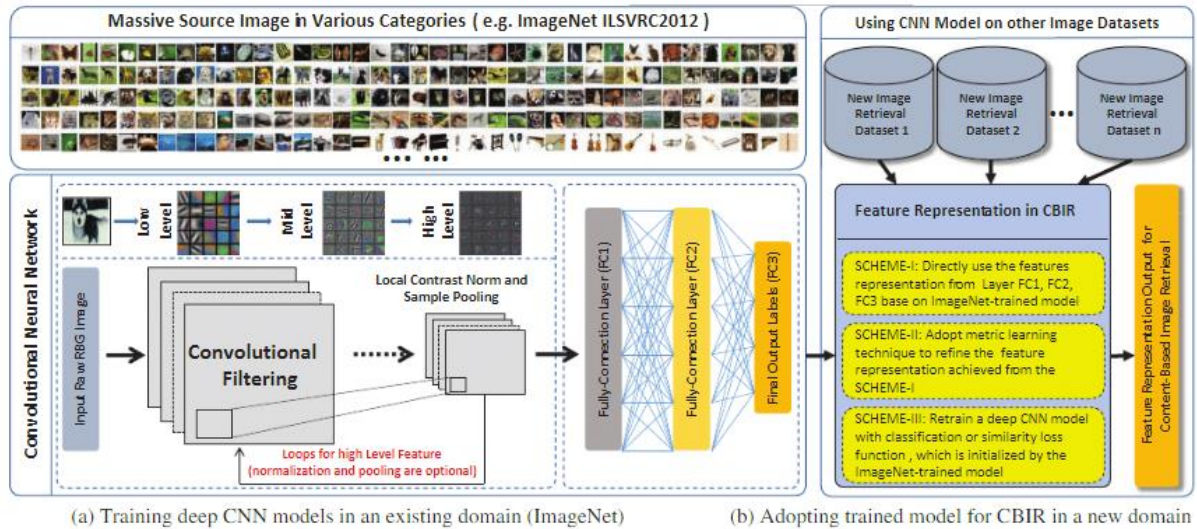 Massive Source Image in Various Categories ( e.g. ImageNet ILSVRC2012 )
Convolutional Neural Network
Low
Level
Mid
Level
High
Level
Input Raw RBG Image
Convolutional
Filtering
Local Contrast Norm and
Sample Pooling
Loops for high Level Feature
(normalization and pooling are optional)
Fully-Connection Layer (FC1)
Fully-Connection Layer (FC2)
Final Output Labels (FC3)
(a) Training deep CNN models in an existing domain (ImageNet)
Using CNN Model on other Image Datasets
New Image
Retrieval
Dataset 1
New Image
Retrieval
Dataset 2
New Image
Retrieval
Dataset n
Feature Representation in CBIR
SCHEME-I: Directly use the features
representation from Layer FC1, FC2,
FC3 base on ImageNet-trained model
SCHEME-II: Adopt metric learning
technique to refine the feature
representation achieved from the
SCHEME-I
SCHEME-III: Retrain a deep CNN model
with classification or similarity loss
function , which is initialized by the
ImageNet-trained model
Feature Representation Output for
Content-Based Image Retrieval
(b) Adopting trained model for CBIR in a new domain